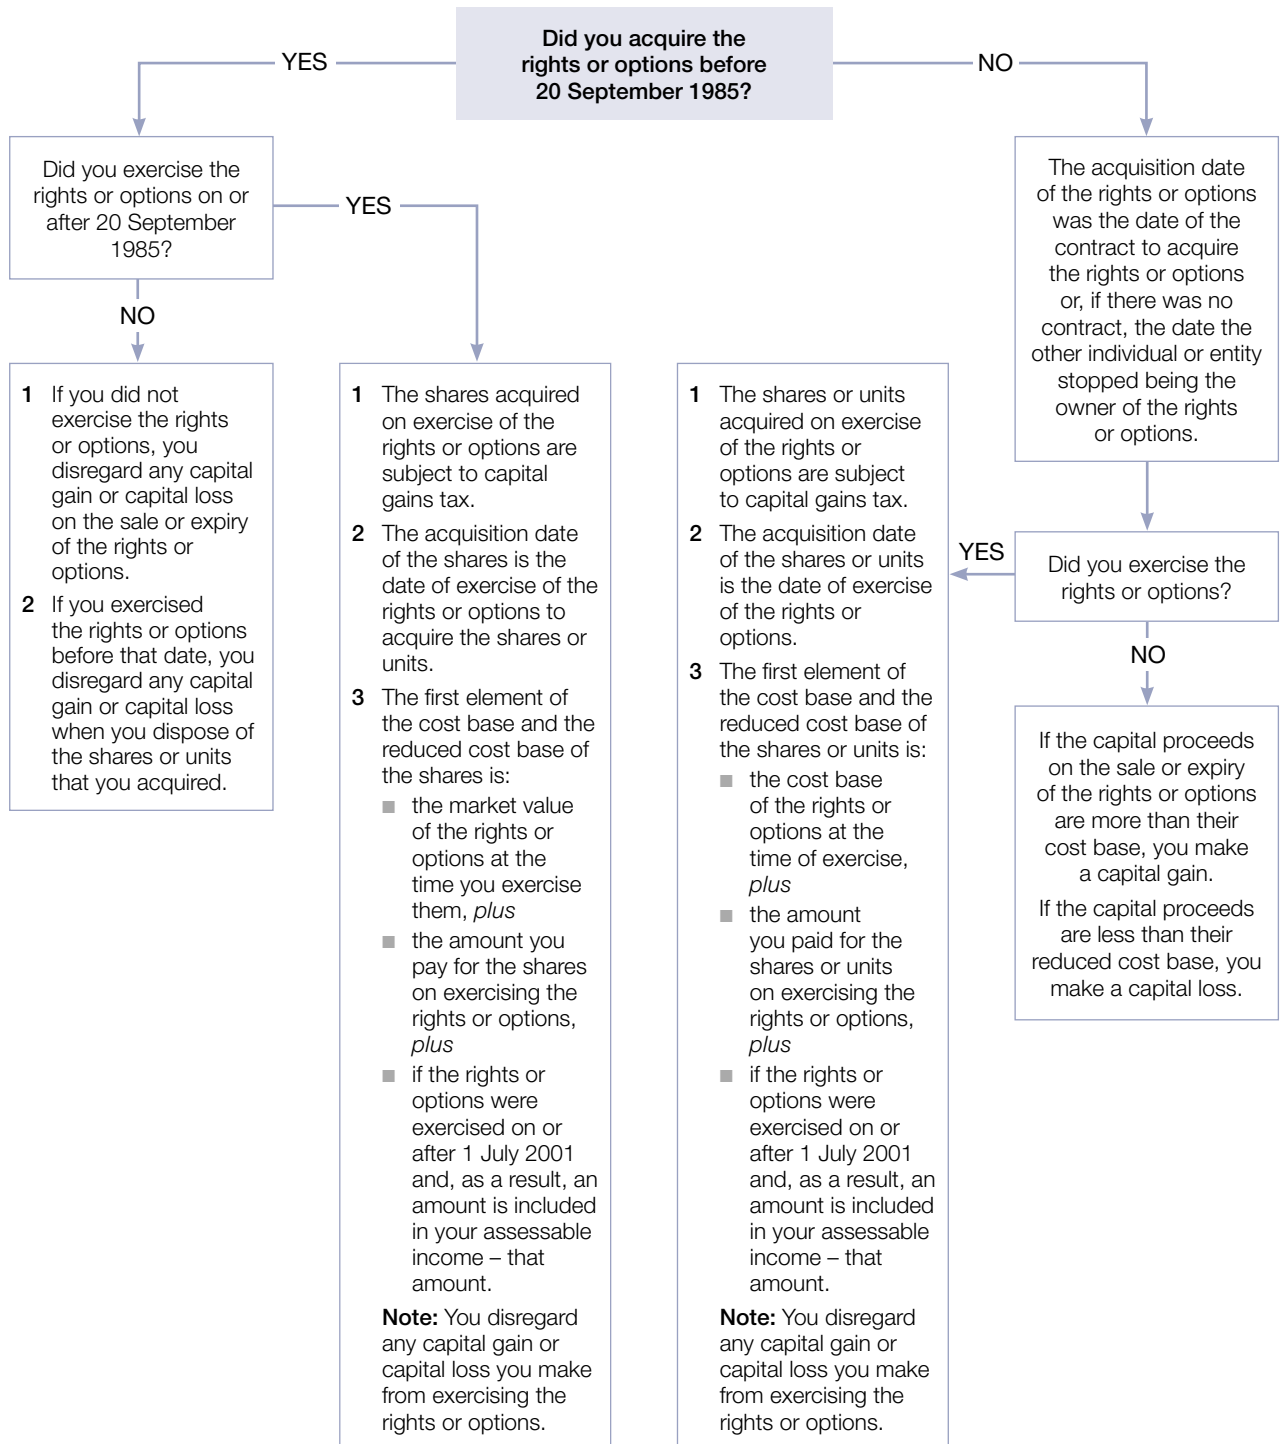 Did you acquire the
rights or options before
20 September 1985?
YES
NO
Did you exercise the
rights or options on or
after 20 September
1985?
YES
NO
1 If you did not
exercise the rights
or options, you
disregard any capital
gain or capital loss
on the sale or expiry
of the rights or
options.
2 If you exercised
the rights or options
before that date, you
disregard any capital
gain or capital loss
when you dispose of
the shares or units
that you acquired.
1 The shares acquired
on exercise of the
rights or options are
subject to capital
gains tax.
2 The acquisition date
of the shares is the
date of exercise of the
rights or options to
acquire the shares or
units.
3 The first element of
the cost base and the
reduced cost base of
the shares is:
■ the market value
of the rights or
options at the
time you exercise
them, plus
■ the amount you
pay for the shares
on exercising the
rights or options,
plus
■ if the rights or
options were
exercised on or
after 1 July 2001
and, as a result, an
amount is included
in your assessable
income – that
amount.
Note: You disregard
any capital gain or
capital loss you make
from exercising the
rights or options.
The acquisition date
of the rights or options
was the date of the
contract to acquire
the rights or options
or, if there was no
contract, the date the
other individual or entity
stopped being the
owner of the rights
or options.
Did you exercise the
rights or options?
YES
NO
1 The shares or units
acquired on exercise
of the rights or
options are subject
to capital gains tax.
2 The acquisition date
of the shares or units
is the date of exercise
of the rights or
options.
3 The first element of
the cost base and the
reduced cost base of
the shares or units is:
■ the cost base
of the rights or
options at the
time of exercise,
plus
■ the amount
you paid for the
shares or units
on exercising the
rights or options,
plus
■ if the rights or
options were
exercised on or
after 1 July 2001
and, as a result, an
amount is included
in your assessable
income – that
amount.
Note: You disregard
any capital gain or
capital loss you make
from exercising the
rights or options.
If the capital proceeds
on the sale or expiry
of the rights or options
are more than their
cost base, you make
a capital gain.
If the capital proceeds
are less than their
reduced cost base, you
make a capital loss.